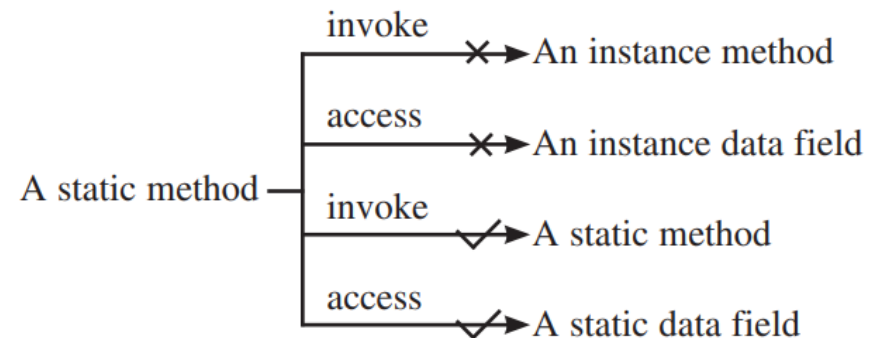 invoke
An instance method
access
An instance data field
A static method
invoke
A static method
access
A static data field